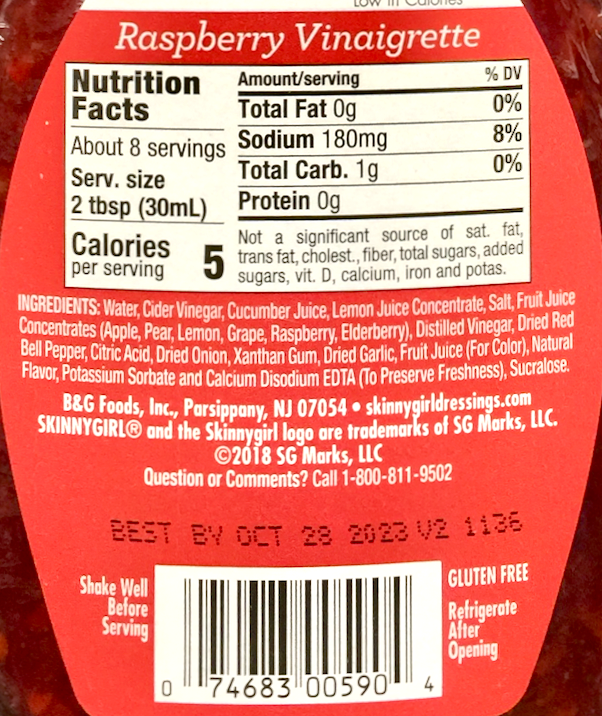 Low in Calories
Raspberry Vinaigrette
Nutrition
Facts
About 8 servings
Serv. size
2 tbsp (30mL)
Calories 5
per serving
Amount/serving % DV
Total Fat 0g 0%
Sodium 180mg 8%
Total Carb. 1g 0%
Protein 0g
Not a significant source of sat. fat,
trans fat, cholest., fiber, total sugars, added
sugars, vit. D, calcium, iron and potas.
INGREDIENTS: Water, Cider Vinegar, Cucumber Juice, Lemon Juice Concentrate, Salt, Fruit Juice
Concentrates (Apple, Pear, Lemon, Grape, Raspberry, Elderberry), Distilled Vinegar, Dried Red
Bell Pepper, Citric Acid, Dried Onion, Xanthan Gum, Dried Garlic, Fruit Juice (For Color), Natural
Flavor, Potassium Sorbate and Calcium Disodium EDTA (To Preserve Freshness), Sucralose.
B&G Foods, Inc., Parsippany, NJ 07054 • skinnygirldressings.com
SKINNYGIRL® and the Skinnygirl logo are trademarks of SG Marks, LLC.
©2018 SG Marks, LLC
Question or Comments? Call 1-800-811-9502
BEST BY OCT 28 2023 V2 1136
Shake Well
Before
Serving
0 74683 00590 4
GLUTEN FREE
Refrigerate
After
Opening